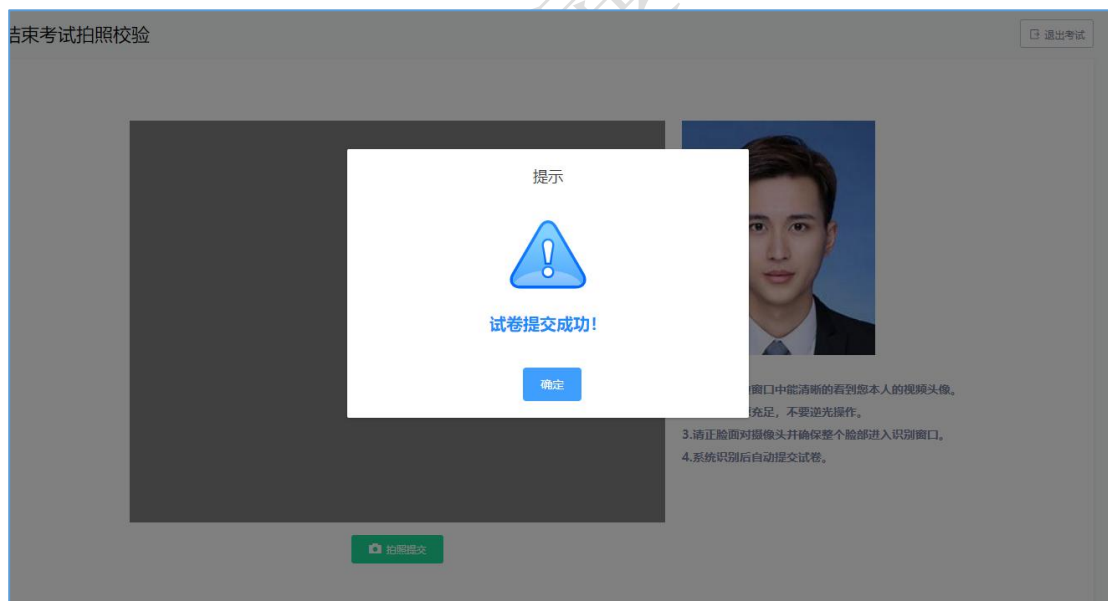 结束考试拍照校验
退出考试
提示
试卷提交成功!
确定
窗口中能清晰的看到您本人的视频头像。
充足，不要逆光操作。
3.请正脸面对摄像头并确保整个脸部进入识别窗口。
4.系统识别后自动提交试卷。
拍照提交